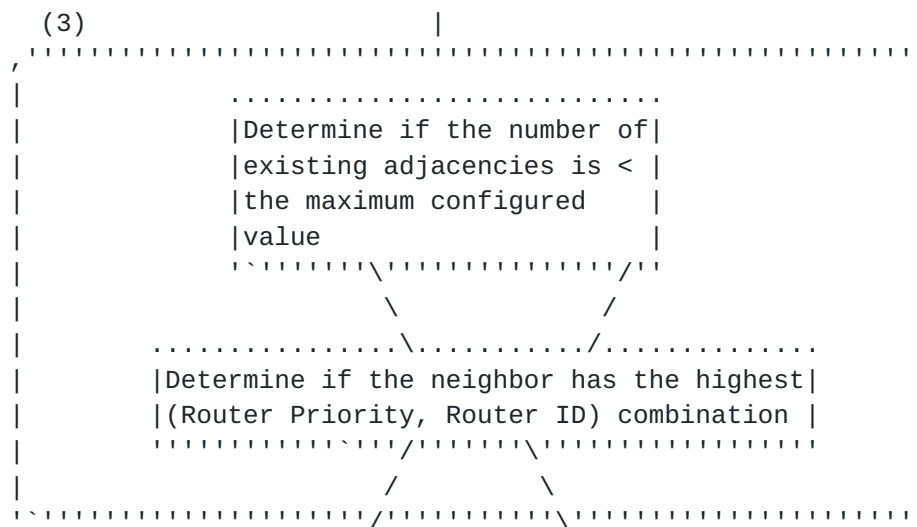 (3)
Determine if the number of
existing adjacencies is <
the maximum configured
value
Determine if the neighbor has the highest
(Router Priority, Router ID) combination